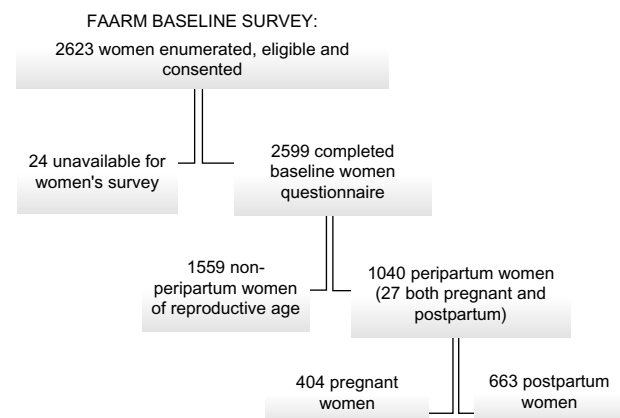 FAARM BASELINE SURVEY:
2623 women enumerated, eligible and
consented
24 unavailable for
women's survey
2599 completed
baseline women
questionnaire
1559 non-
peripartum women
of reproductive age
1040 peripartum women
(27 both pregnant and
postpartum)
404 pregnant
women
663 postpartum
women